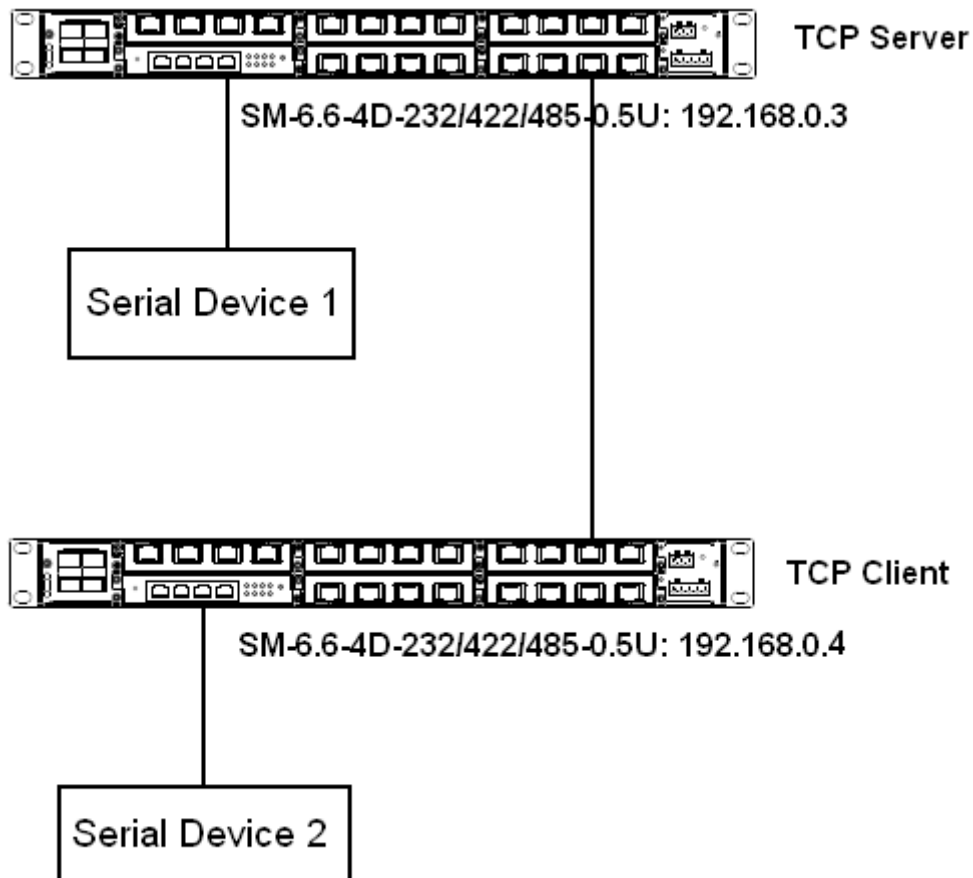 TCP Server
SM-6.6-4D-232/422/485-0.5U: 192.168.0.3
Serial Device 1
TCP Client
SM-6.6-4D-232/422/485-0.5U: 192.168.0.4
Serial Device 2